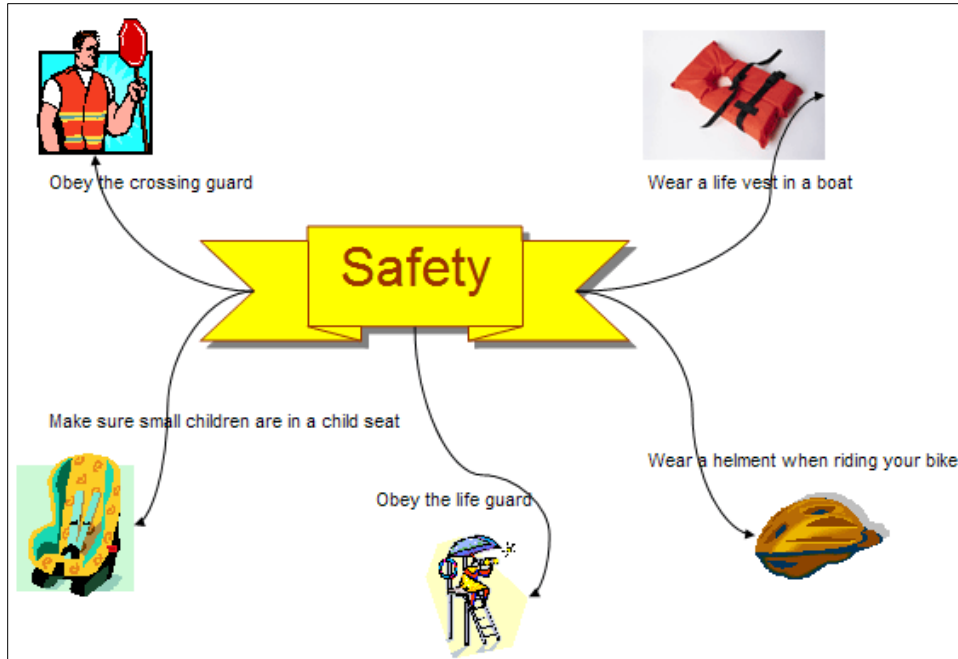 Obey the crossing guard
Wear a life vest in a boat
Safety
Make sure small children are in a child seat
Wear a helment when riding your bike
Obey the life guard